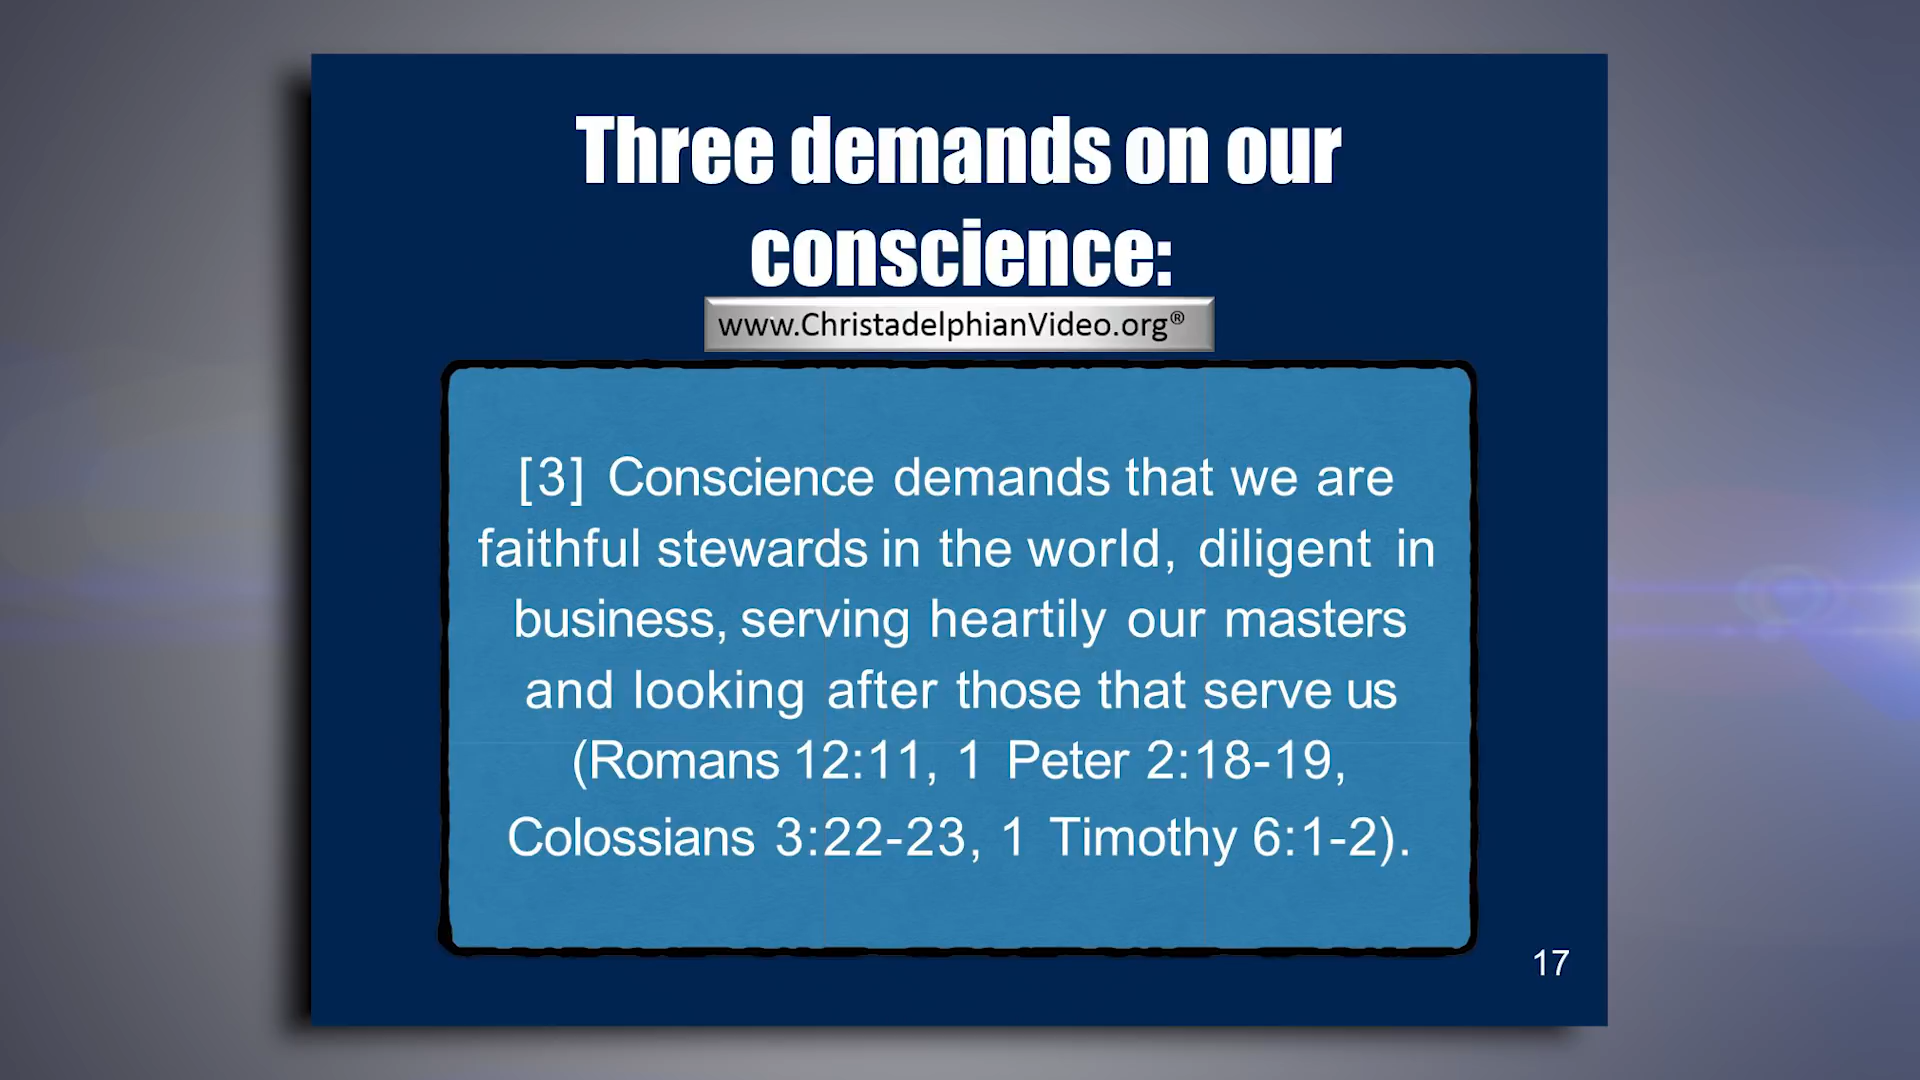 Three demands on our
conscience:
www.ChristadelphianVideo.org®
[3] Conscience demands that we are
faithful stewards in the world, diligent in
business, serving heartily our masters
and looking after those that serve us
(Romans 12:11, 1 Peter 2:18-19,
Colossians 3:22-23, 1 Timothy 6:1-2).
17